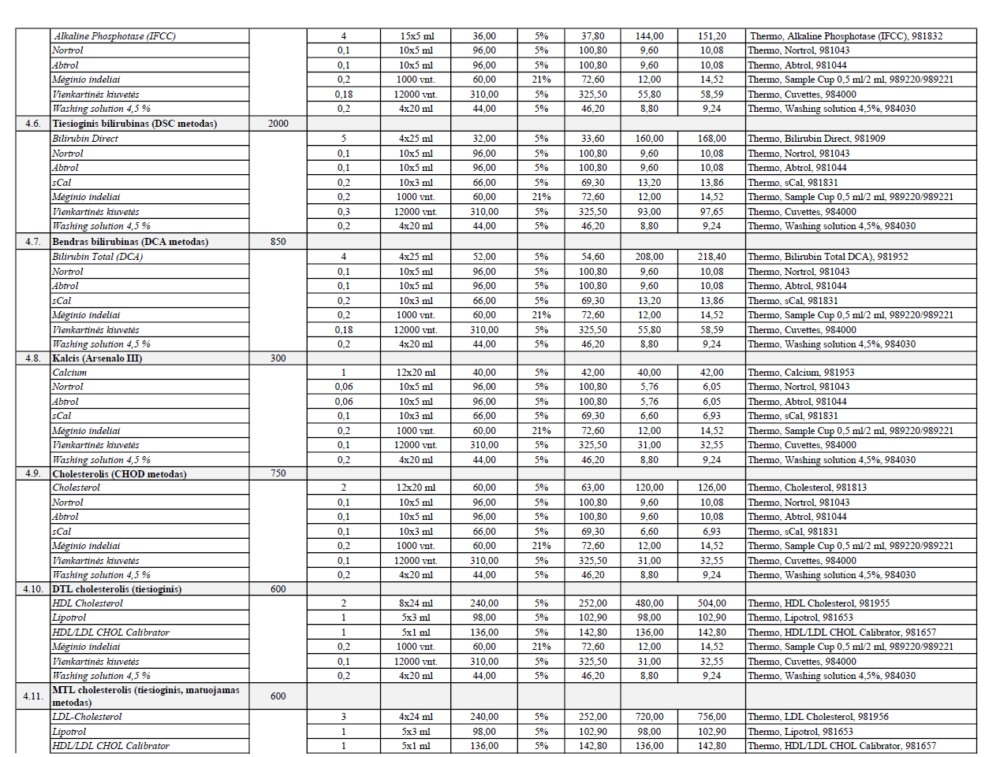 Alkaline Phosphotase (IFCC) 4 15x5 ml 36,00 5% 37,80 144,00 151,20 Thermo, Alkaline Phosphotase (IFCC), 981832
Nortrol 0,1 10x5 ml 96,00 5% 100,80 9,60 10,08 Thermo, Nortrol, 981043
Abtrol 0,1 10x5 ml 96,00 5% 100,80 9,60 10,08 Thermo, Abtrol, 981044
Mėginio indeliai 0,2 1000 vnt. 60,00 21% 72,60 12,00 14,52 Thermo, Sample Cup 0,5 ml/2 ml, 989220/989221
Vienkartinės kiuvetės 0,18 12000 vnt. 310,00 5% 325,50 55,80 58,59 Thermo, Cuvettes, 984000
Washing solution 4,5 % 0,2 4x20 ml 44,00 5% 46,20 8,80 9,24 Thermo, Washing solution 4,5%, 984030
4.6. Tiesioginis bilirubinas (DSC metodas) 2000
Bilirubin Direct 5 4x25 ml 32,00 5% 33,60 160,00 168,00 Thermo, Bilirubin Direct, 981909
Nortrol 0,1 10x5 ml 96,00 5% 100,80 9,60 10,08 Thermo, Nortrol, 981043
Abtrol 0,1 10x5 ml 96,00 5% 100,80 9,60 10,08 Thermo, Abtrol, 981044
sCal 0,2 10x3 ml 66,00 5% 69,30 13,20 13,86 Thermo, sCal, 981831
Mėginio indeliai 0,2 1000 vnt. 60,00 21% 72,60 12,00 14,52 Thermo, Sample Cup 0,5 ml/2 ml, 989220/989221
Vienkartinės kiuvetės 0,3 12000 vnt. 310,00 5% 325,50 93,00 97,65 Thermo, Cuvettes, 984000
Washing solution 4,5 % 0,2 4x20 ml 44,00 5% 46,20 8,80 9,24 Thermo, Washing solution 4,5%, 984030
4.7. Bendras bilirubinas (DCA metodas) 850
Bilirubin Total (DCA) 4 4x25 ml 52,00 5% 54,60 208,00 218,40 Thermo, Bilirubin Total DCA), 981952
Nortrol 0,1 10x5 ml 96,00 5% 100,80 9,60 10,08 Thermo, Nortrol, 981043
Abtrol 0,1 10x5 ml 96,00 5% 100,80 9,60 10,08 Thermo, Abtrol, 981044
sCal 0,2 10x3 ml 66,00 5% 69,30 13,20 13,86 Thermo, sCal, 981831
Mėginio indeliai 0,2 1000 vnt. 60,00 21% 72,60 12,00 14,52 Thermo, Sample Cup 0,5 ml/2 ml, 989220/989221
Vienkartinės kiuvetės 0,18 12000 vnt. 310,00 5% 325,50 55,80 58,59 Thermo, Cuvettes, 984000
Washing solution 4,5 % 0,2 4x20 ml 44,00 5% 46,20 8,80 9,24 Thermo, Washing solution 4,5%, 984030
4.8. Kalcis (Arsenalo III) 300
Calcium 1 12x20 ml 40,00 5% 42,00 40,00 42,00 Thermo, Calcium, 981953
Nortrol 0,06 10x5 ml 96,00 5% 100,80 5,76 6,05 Thermo, Nortrol, 981043
Abtrol 0,06 10x5 ml 96,00 5% 100,80 5,76 6,05 Thermo, Abtrol, 981044
sCal 0,1 10x3 ml 66,00 5% 69,30 6,60 6,93 Thermo, sCal, 981831
Mėginio indeliai 0,2 1000 vnt. 60,00 21% 72,60 12,00 14,52 Thermo, Sample Cup 0,5 ml/2 ml, 989220/989221
Vienkartinės kiuvetės 0,1 12000 vnt. 310,00 5% 325,50 31,00 32,55 Thermo, Cuvettes, 984000
Washing solution 4,5 % 0,2 4x20 ml 44,00 5% 46,20 8,80 9,24 Thermo, Washing solution 4,5%, 984030
4.9. Cholesterolis (CHOD metodas) 750
Cholesterol 2 12x20 ml 60,00 5% 63,00 120,00 126,00 Thermo, Cholesterol, 981813
Nortrol 0,1 10x5 ml 96,00 5% 100,80 9,60 10,08 Thermo, Nortrol, 981043
Abtrol 0,1 10x5 ml 96,00 5% 100,80 9,60 10,08 Thermo, Abtrol, 981044
sCal 0,1 10x3 ml 66,00 5% 69,30 6,60 6,93 Thermo, sCal, 981831
Mėginio indeliai 0,2 1000 vnt. 60,00 21% 72,60 12,00 14,52 Thermo, Sample Cup 0,5 ml/2 ml, 989220/989221
Vienkartinės kiuvetės 0,1 12000 vnt. 310,00 5% 325,50 31,00 32,55 Thermo, Cuvettes, 984000
Washing solution 4,5 % 0,2 4x20 ml 44,00 5% 46,20 8,80 9,24 Thermo, Washing solution 4,5%, 984030
4.10. DTL cholesterolis (tiesioginis) 600
HDL Cholesterol 2 8x24 ml 240,00 5% 252,00 480,00 504,00 Thermo, HDL Cholesterol, 981955
Lipotrol 1 5x3 ml 98,00 5% 102,90 98,00 102,90 Thermo, Lipotrol, 981653
HDL/LDL CHOL Calibrator 1 5x1 ml 136,00 5% 142,80 136,00 142,80 Thermo, HDL/LDL CHOL Calibrator, 981657
Mėginio indeliai 0,2 1000 vnt. 60,00 21% 72,60 12,00 14,52 Thermo, Sample Cup 0,5 ml/2 ml, 989220/989221
Vienkartinės kiuvetės 0,1 12000 vnt. 310,00 5% 325,50 31,00 32,55 Thermo, Cuvettes, 984000
Washing solution 4,5 % 0,2 4x20 ml 44,00 5% 46,20 8,80 9,24 Thermo, Washing solution 4,5%, 984030
4.11. MTL cholesterolis (tiesioginis, matuojamas 600
metodas)
LDL-Cholesterol 3 4x24 ml 240,00 5% 252,00 720,00 756,00 Thermo, LDL Cholesterol, 981956
Lipotrol 1 5x3 ml 98,00 5% 102,90 98,00 102,90 Thermo, Lipotrol, 981653
HDL/LDL CHOL Calibrator 1 5x1 ml 136,00 5% 142,80 136,00 142,80 Thermo, HDL/LDL CHOL Calibrator, 981657